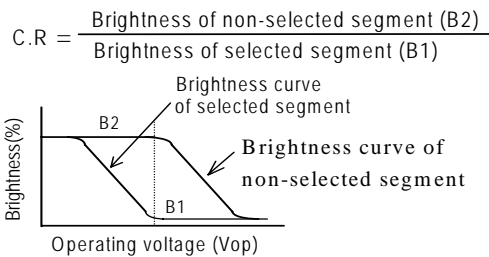 C.R = Brightness of non-selected segment (B2)
Brightness of selected segment (B1)
Brightness curve
of selected segment
B2
Brightness curve of
non-selected segment
B1
Brightness(%)
Operating voltage (Vop)